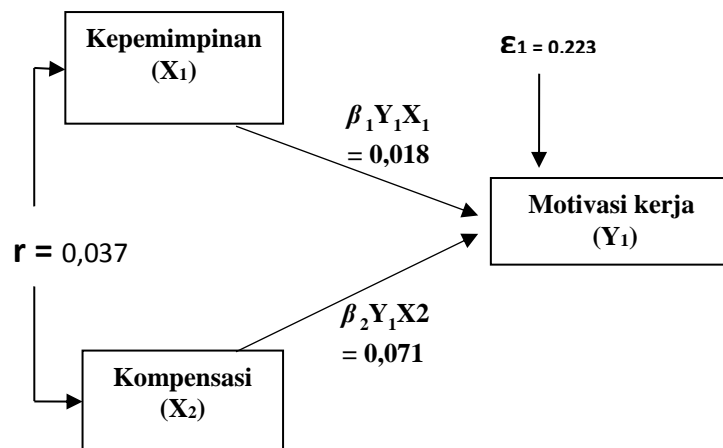 Kepemimpinan
(X₁)
ε₁ = 0.223
β₁Y₁X₁
= 0,018
Motivasi kerja
(Y₁)
r = 0,037
β₂Y₁X2
= 0,071
Kompensasi
(X₂)